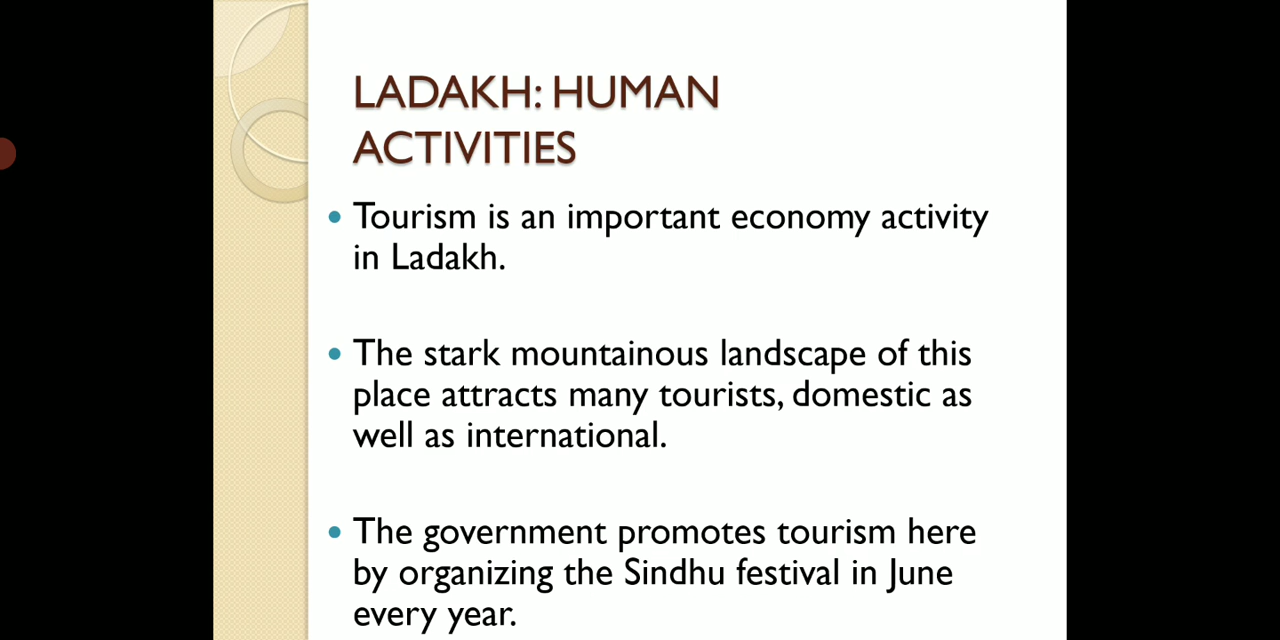 LADAKH: HUMAN
ACTIVITIES
• Tourism is an important economy activity
in Ladakh.
• The stark mountainous landscape of this
place attracts many tourists, domestic as
well as international.
• The government promotes tourism here
by organizing the Sindhu festival in June
every year.